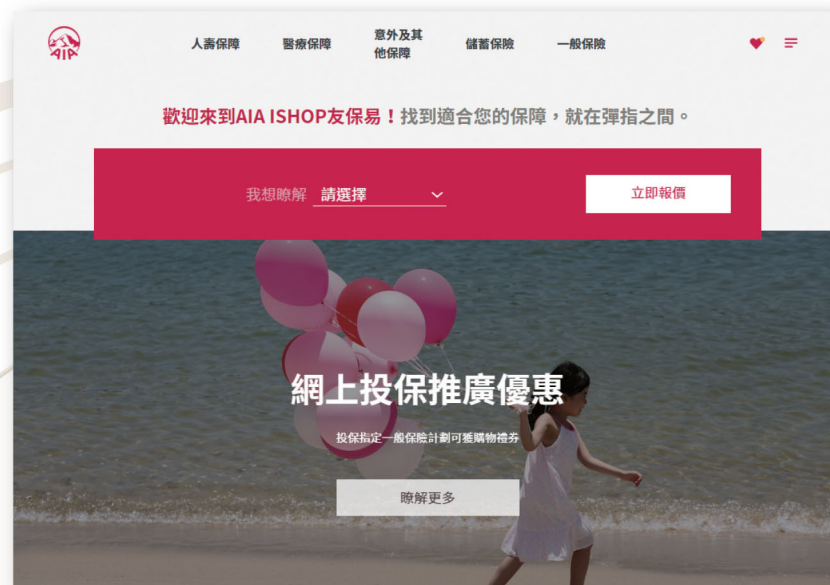 AIA
人壽保障
醫療保障
意外及其
他保障
儲蓄保險
一般保險
歡迎來到AIA ISHOP友保易！找到適合您的保障，就在彈指之間。
我想瞭解 請選擇
立即報價
網上投保推廣優惠
投保指定一般保險計劃可獲購物禮券
瞭解更多